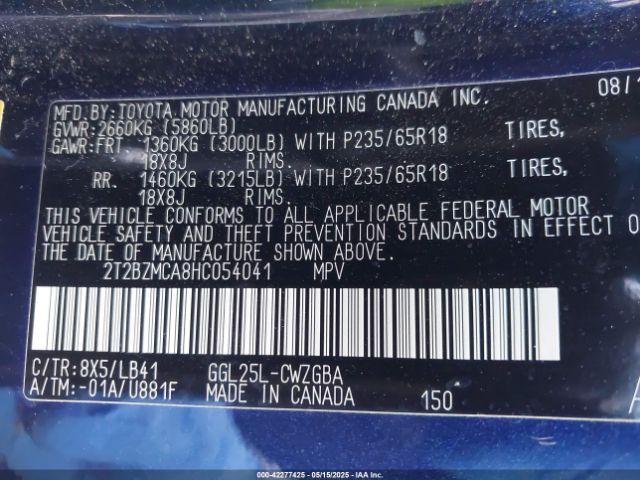 MFD.BY:TOYOTA MOTOR MANUFACTURING CANADA INC. 08/
GVWR:2660KG (5860LB)
GAWR:FRT. 1360KG (3000LB) WITH P235/65R18 TIRES,
18X8J RIMS.
RR. 1460KG (3215LB) WITH P235/65R18 TIRES,
18X8J RIMS.
THIS VEHICLE CONFORMS TO ALL APPLICABLE FEDERAL MOTOR
VEHICLE SAFETY AND THEFT PREVENTION STANDARDS IN EFFECT O
THE DATE OF MANUFACTURE SHOWN ABOVE.
2T2BZMCA8HC054041 MPV
C/TR:8X5/LB41 GGL25L-CWZGBA
A/TM:-01A/U881F MADE IN CANADA 150
000-42277425 - 05/15/2025 - IAA Inc.